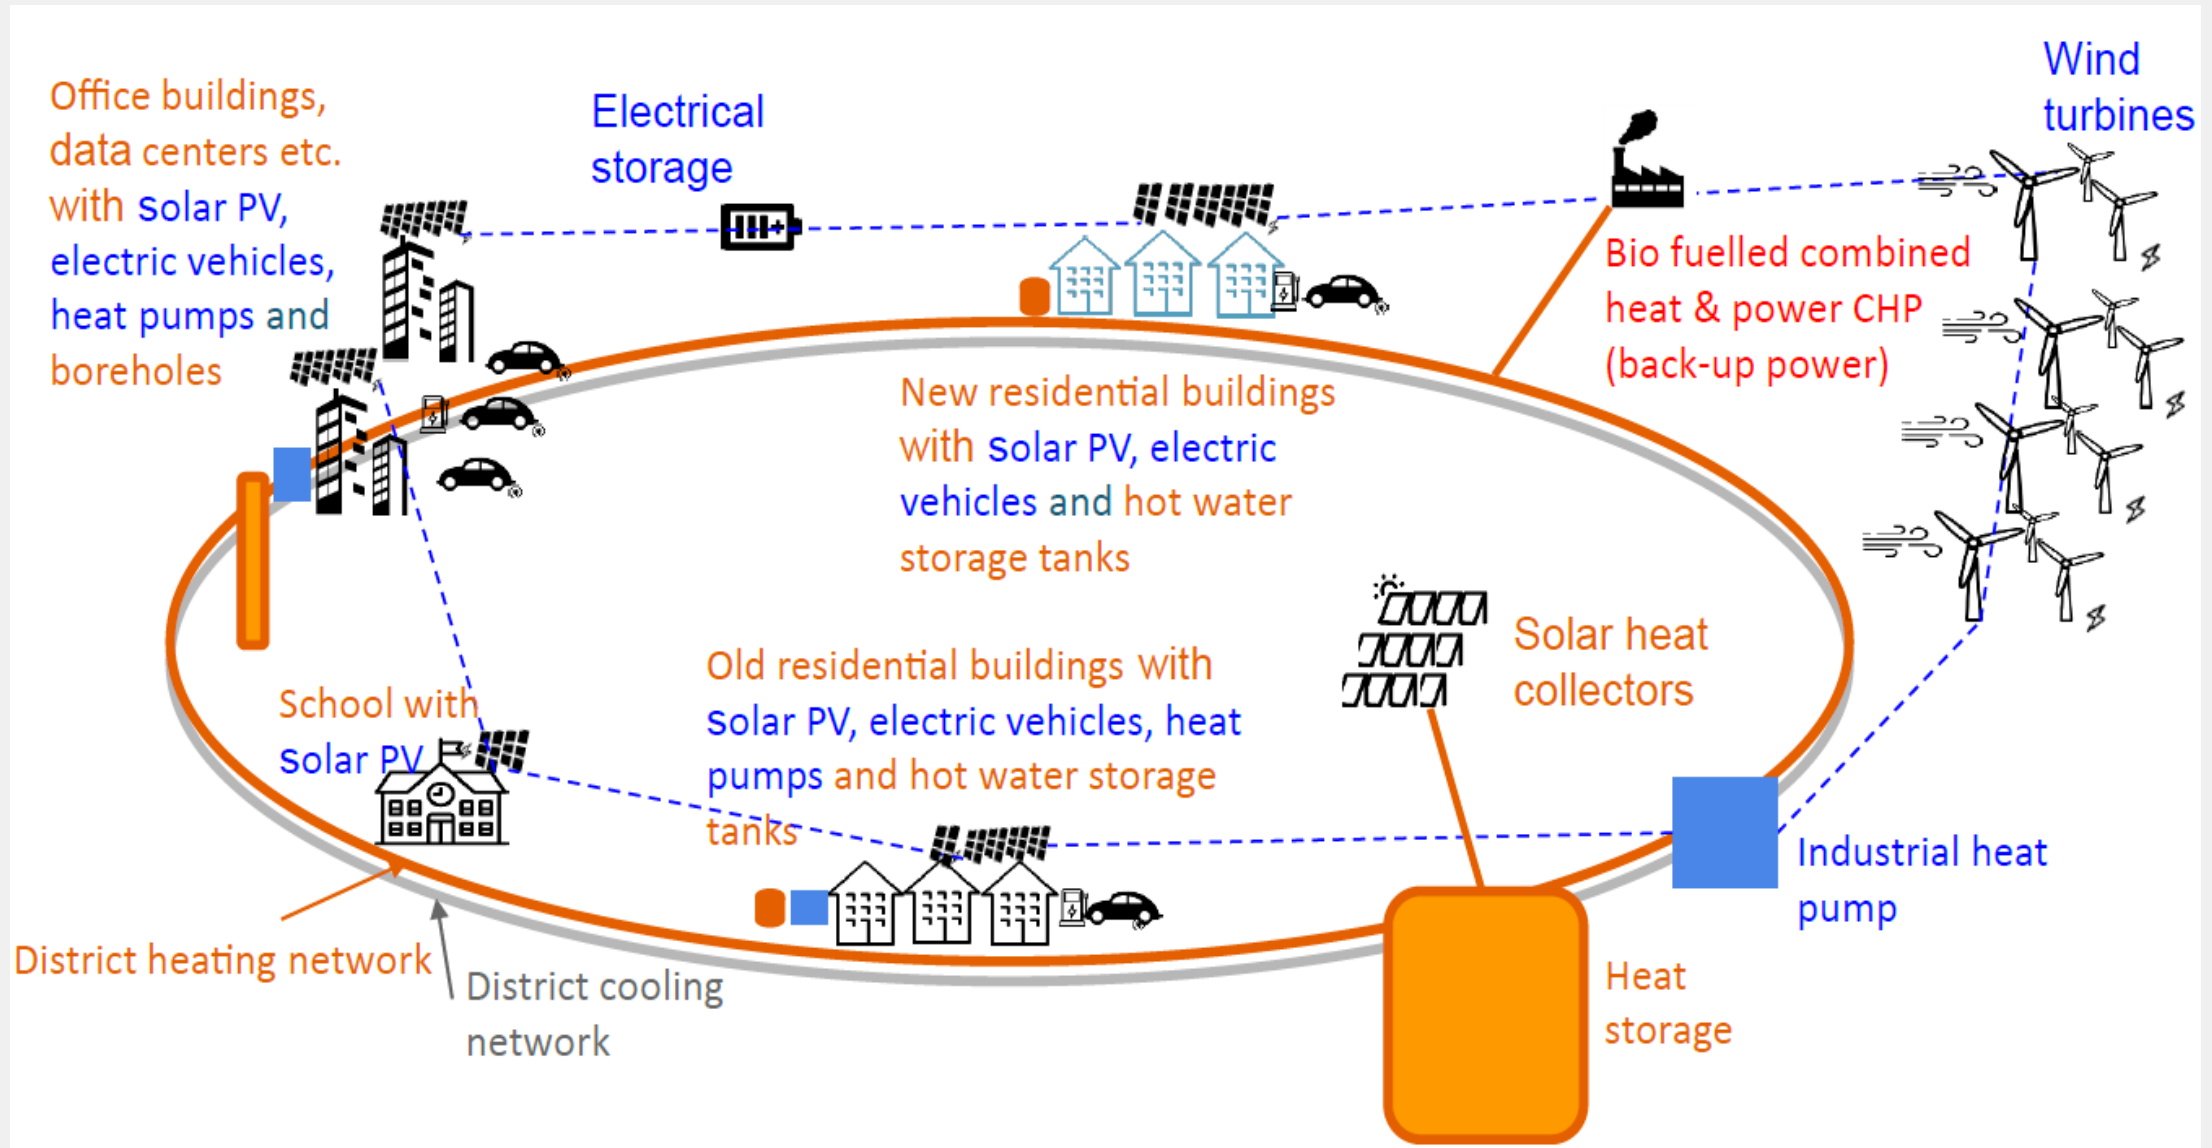 Office buildings,
data centers etc.
with solar PV,
electric vehicles,
heat pumps and
boreholes
Electrical
storage
Wind
turbines
Bio fuelled combined
heat & power CHP
(back-up power)
New residential buildings
with solar PV, electric
vehicles and hot water
storage tanks
Solar heat
collectors
Old residential buildings with
solar PV, electric vehicles, heat
pumps and hot water storage
tanks
School with
solar PV
Industrial heat
pump
District heating network
District cooling
network
Heat
storage